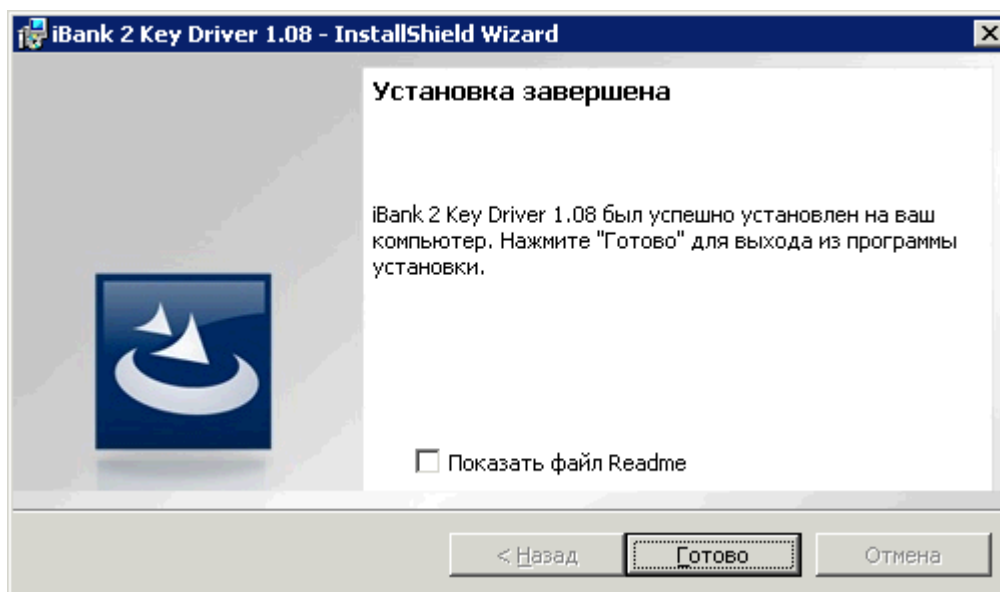 iBank 2 Key Driver 1.08 - InstallShield Wizard
Установка завершена
iBank 2 Key Driver 1.08 был успешно установлен на ваш
компьютер. Нажмите "Готово" для выхода из программы
установки.
Показать файл Readme
< Назад
Готово
Отмена